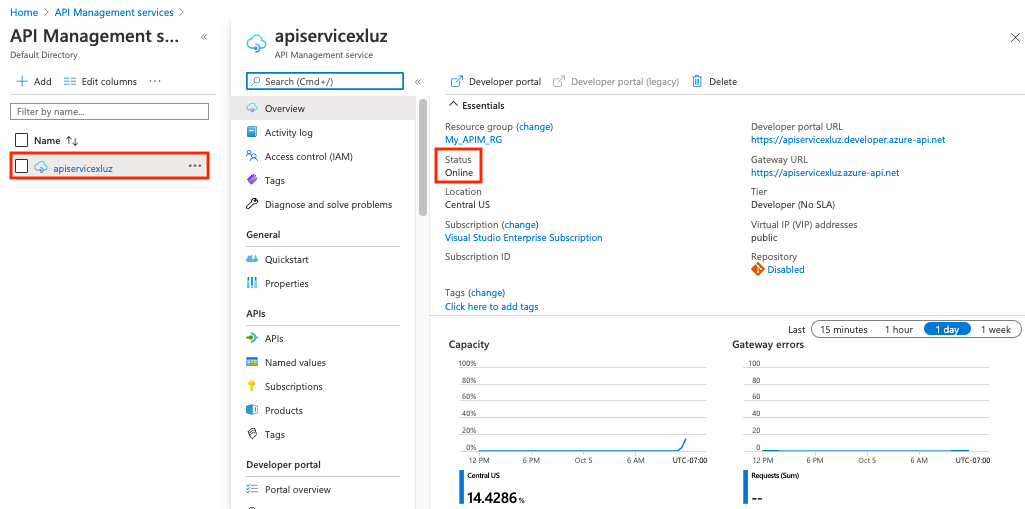 Home > API Management services >
API Management s... «
Default Directory
Add Edit columns ...
Filter by name...
Name ↑↓
apiservicexluz ...
apiservicexluz
API Management service
Search (Cmd+/) «
Overview
Activity log
Access control (IAM)
Tags
Diagnose and solve problems
General
Quickstart
Properties
APIs
APIs
Named values
Subscriptions
Products
Tags
Developer portal
Portal overview
Developer portal Developer portal (legacy) Delete
Essentials
Resource group (change)
My_APIM_RG
Status
Online
Location
Central US
Subscription (change)
Visual Studio Enterprise Subscription
Subscription ID
Tags (change)
Click here to add tags
Developer portal URL
https://apiservicexluz.developer.azure-api.net
Gateway URL
https://apiservicexluz.azure-api.net
Tier
Developer (No SLA)
Virtual IP (VIP) addresses
public
Repository
Disabled
Last 15 minutes 1 hour 1 day 1 week
Capacity
100%
80%
60%
40%
20%
0%
12 PM 6 PM Oct 5 6 AM UTC-07:00
Central US
14.4286 %
Gateway errors
100
80
60
40
20
0
12 PM 6 PM Oct 5 6 AM UTC-07:00
Requests (Sum)
--